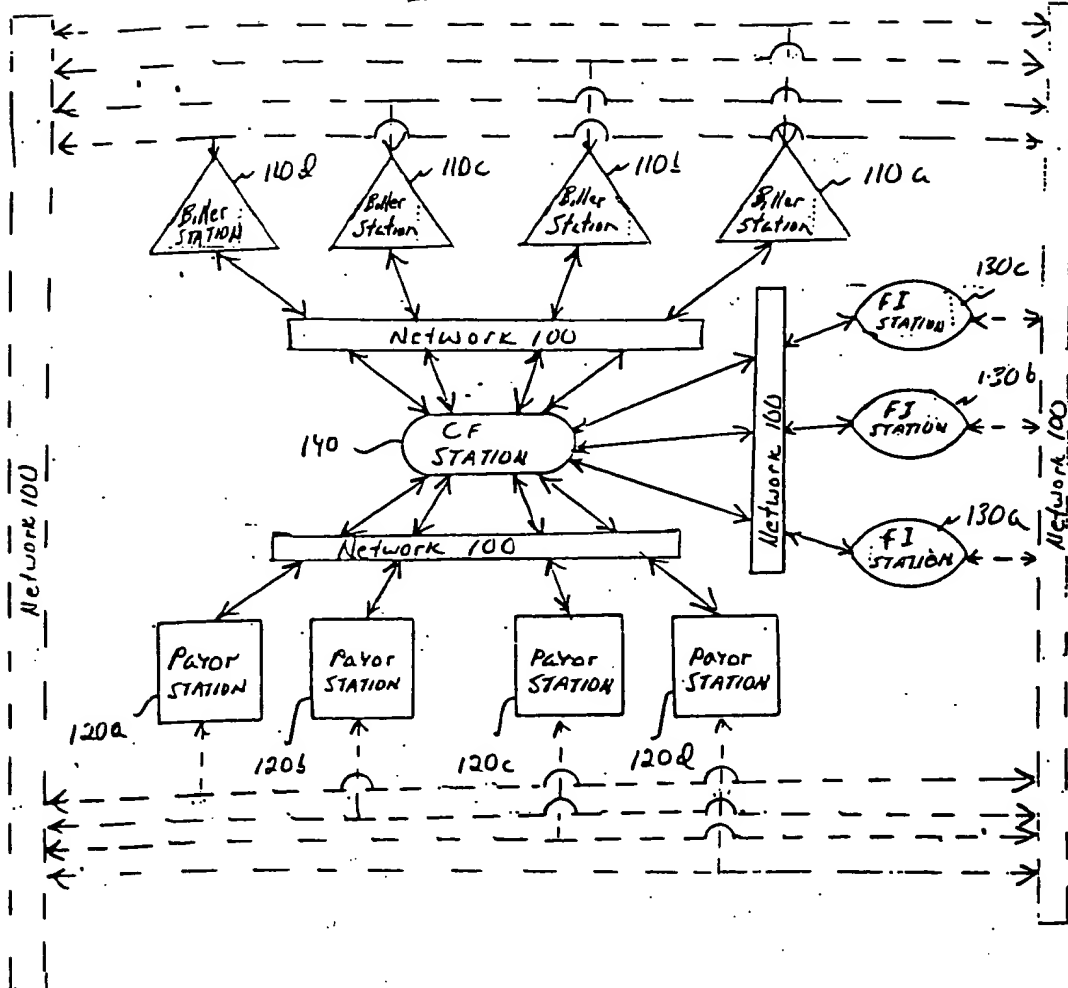 110d
110c
110b
110a
Biller
STATION
Biller
Station
Biller
Station
Biller
Station
130c
FI
STATION
Network 100
130b
FI
STATION
140
CF
STATION
Network 100
Network 100
Network 100
Network 100
130a
FI
STATION
Network 100
Payor
STATION
Payor
STATION
Payor
STATION
Payor
STATION
120a
120b
120c
120d